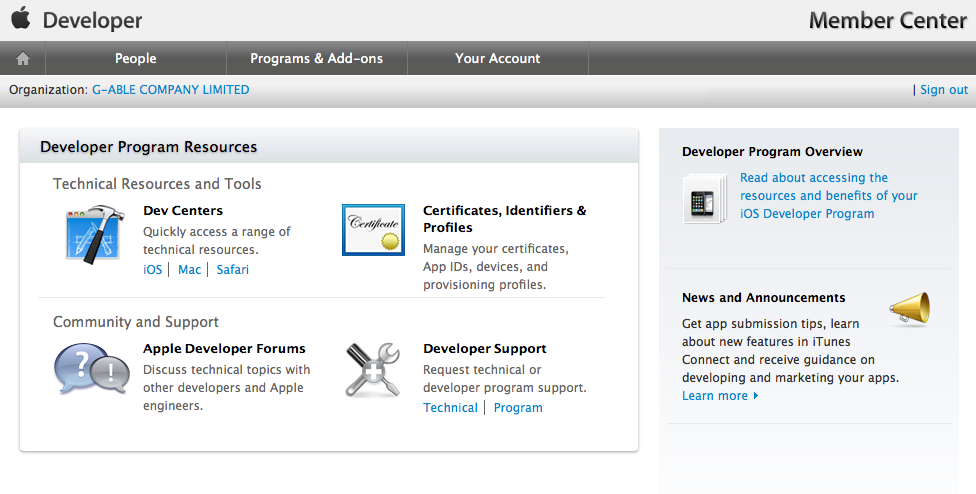 Developer
Member Center
People
Programs & Add-ons
Your Account
Organization: G-ABLE COMPANY LIMITED
| Sign out
Developer Program Resources
Technical Resources and Tools
Dev Centers
Quickly access a range of
technical resources.
iOS | Mac | Safari
Certificate
Certificates, Identifiers &
Profiles
Manage your certificates,
App IDs, devices, and
provisioning profiles.
Community and Support
Apple Developer Forums
Discuss technical topics with
other developers and Apple
engineers.
Developer Support
Request technical or
developer program support.
Technical | Program
Developer Program Overview
Read about accessing the
resources and benefits of your
iOS Developer Program
News and Announcements
Get app submission tips, learn
about new features in iTunes
Connect and receive guidance on
developing and marketing your apps.
Learn more